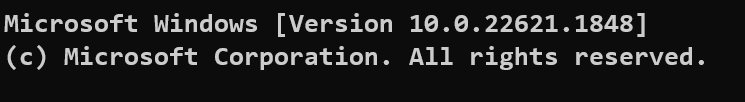 Microsoft Windows [Version 10.0.22621.1848]
(c) Microsoft Corporation. All rights reserved.